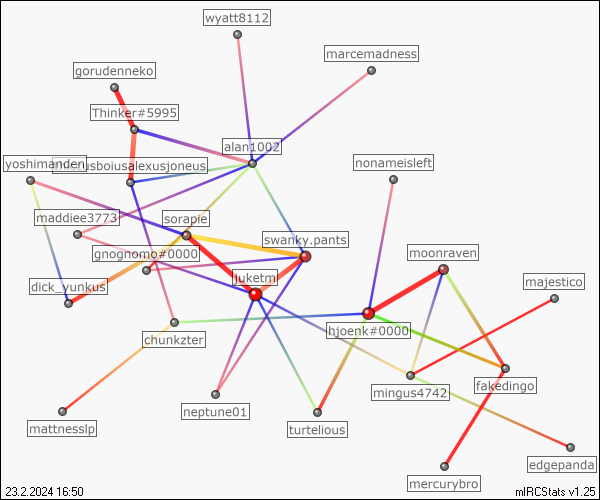 wyatt8112
marcemadness
gorudenneko
Thinker#5995
alan1002
nonameisleft
yoshimanden
maddiee3773
sorapie
swanky.pants
gnognomo#0000
moonraven
juketm
majestico
dick_yunkus
hjoenk#0000
chunkzter
mingus4742
fakedingo
neptune01
turtelious
mattnesslp
edgepanda
mercurybro
23.2.2024 16:50
mIRCStats v1.25